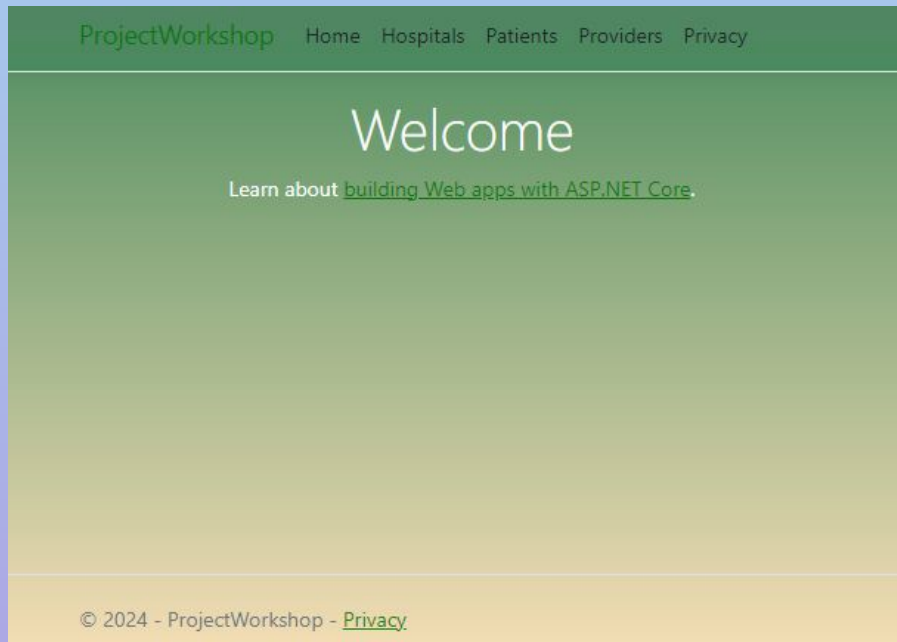 ProjectWorkshop Home Hospitals Patients Providers Privacy
Welcome
Learn about building Web apps with ASP.NET Core.
© 2024 - ProjectWorkshop - Privacy